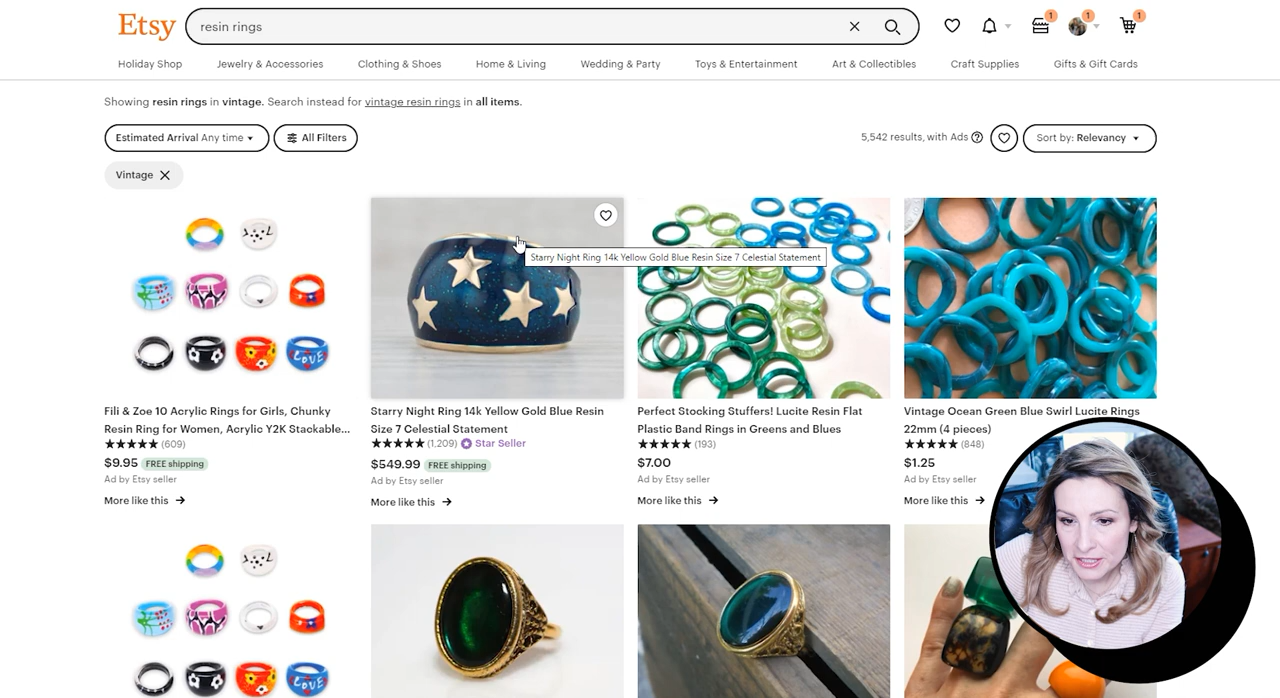 Etsy
resin rings
1
1
1
Holiday Shop Jewelry & Accessories Clothing & Shoes Home & Living Wedding & Party Toys & Entertainment Art & Collectibles Craft Supplies Gifts & Gift Cards
Showing resin rings in vintage. Search instead for vintage resin rings in all items.
Estimated Arrival Any time All Filters 5,542 results, with Ads ? Sort by: Relevancy
Vintage
Starry Night Ring 14k Yellow Gold Blue Resin Size 7 Celestial Statement
LOVE
Fili & Zoe 10 Acrylic Rings for Girls, Chunky
Resin Ring for Women, Acrylic Y2K Stackable...
(609)
$9.95 FREE shipping
Ad by Etsy seller
More like this
Starry Night Ring 14k Yellow Gold Blue Resin
Size 7 Celestial Statement
(1,209) Star Seller
$549.99 FREE shipping
Ad by Etsy seller
More like this
Perfect Stocking Stuffers! Lucite Resin Flat
Plastic Band Rings in Greens and Blues
(193)
$7.00
Ad by Etsy seller
More like this
Vintage Ocean Green Blue Swirl Lucite Rings
22mm (4 pieces)
(848)
$1.25
Ad by Etsy seller
More like this
LOVE